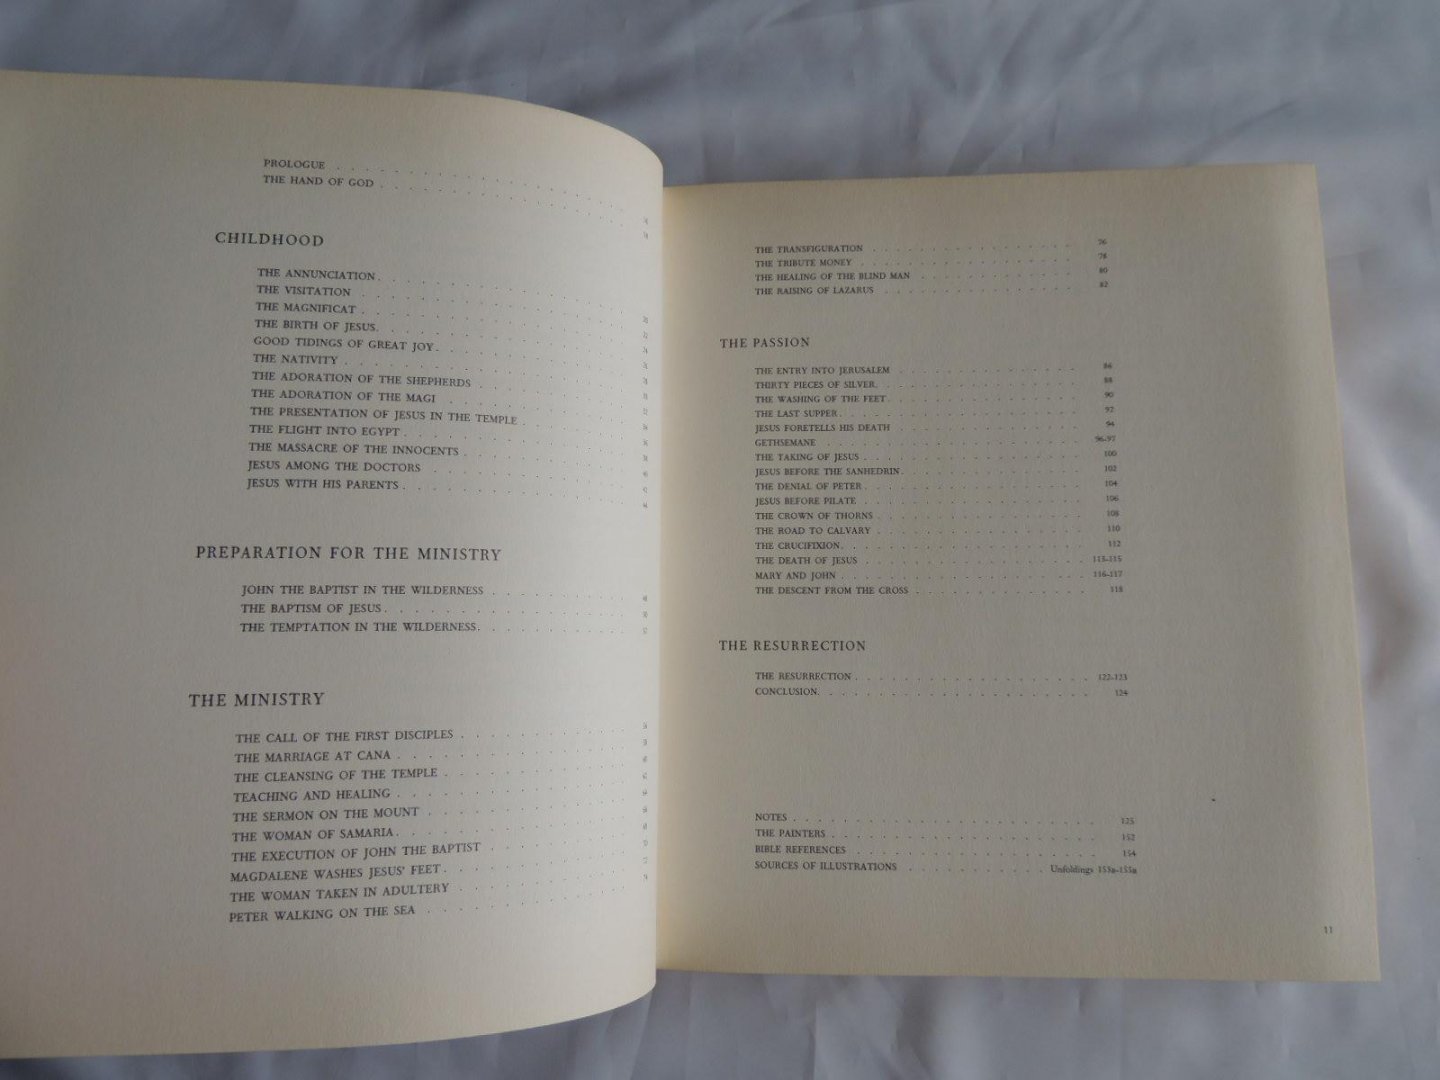 PROLOGUE
THE HAND OF GOD
CHILDHOOD
THE ANNUNCIATION
THE VISITATION
THE MAGNIFICAT
THE BIRTH OF JESUS
GOOD TIDINGS OF GREAT JOY
THE NATIVITY
THE ADORATION OF THE SHEPHERDS
THE ADORATION OF THE MAGI
THE PRESENTATION OF JESUS IN THE TEMPLE
THE FLIGHT INTO EGYPT
THE MASSACRE OF THE INNOCENTS
JESUS AMONG THE DOCTORS
JESUS WITH HIS PARENTS
PREPARATION FOR THE MINISTRY
JOHN THE BAPTIST IN THE WILDERNESS
THE BAPTISM OF JESUS
THE TEMPTATION IN THE WILDERNESS
THE MINISTRY
THE CALL OF THE FIRST DISCIPLES
THE MARRIAGE AT CANA
THE CLEANSING OF THE TEMPLE
TEACHING AND HEALING
THE SERMON ON THE MOUNT
THE WOMAN OF SAMARIA
THE EXECUTION OF JOHN THE BAPTIST
MAGDALENE WASHES JESUS' FEET
THE WOMAN TAKEN IN ADULTERY
PETER WALKING ON THE SEA
THE TRANSFIGURATION 76
THE TRIBUTE MONEY 78
THE HEALING OF THE BLIND MAN 80
THE RAISING OF LAZARUS 82
THE PASSION
THE ENTRY INTO JERUSALEM 86
THIRTY PIECES OF SILVER 88
THE WASHING OF THE FEET 90
THE LAST SUPPER 92
JESUS FORETELLS HIS DEATH 94
GETHSEMANE 96-97
THE TAKING OF JESUS 100
JESUS BEFORE THE SANHEDRIN 102
THE DENIAL OF PETER 104
JESUS BEFORE PILATE 106
THE CROWN OF THORNS 108
THE ROAD TO CALVARY 110
THE CRUCIFIXION 112
THE DEATH OF JESUS 113-115
MARY AND JOHN 116-117
THE DESCENT FROM THE CROSS 118
THE RESURRECTION
THE RESURRECTION 122-123
CONCLUSION 124
NOTES 125
THE PAINTERS 152
BIBLE REFERENCES 154
SOURCES OF ILLUSTRATIONS Unfoldings 155a-155a
11